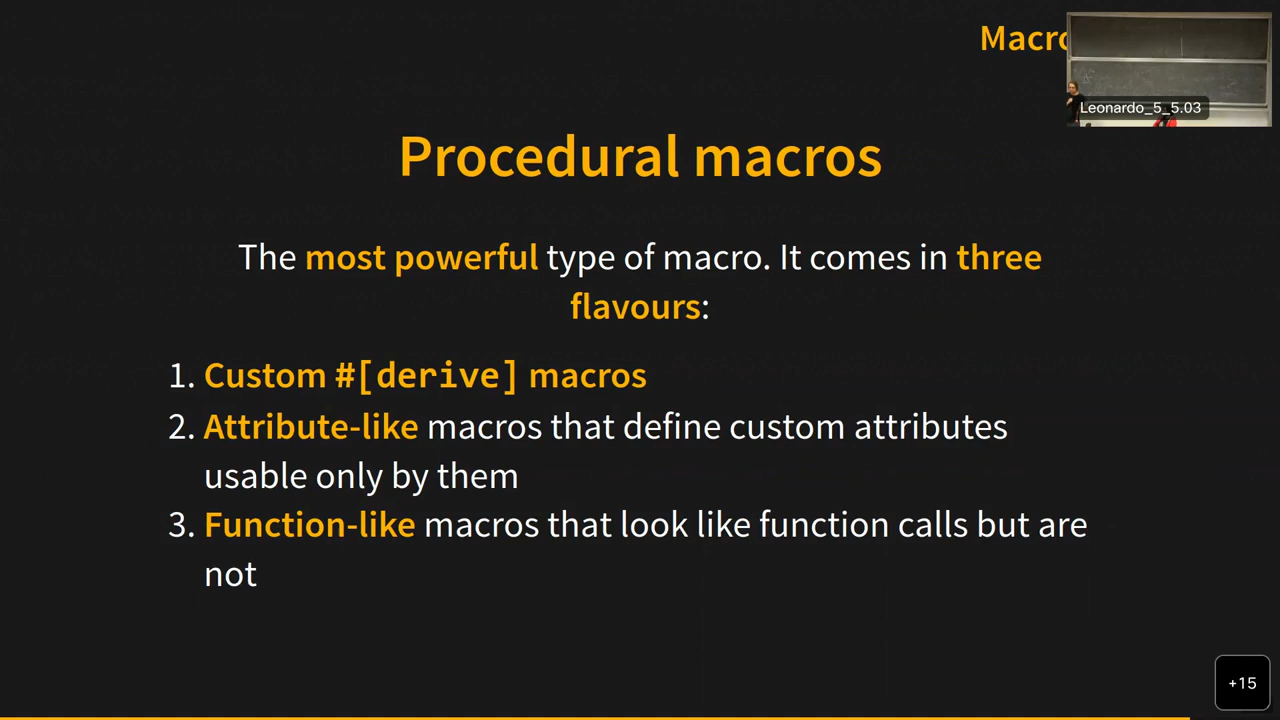 Macro
Leonardo_5_5.03
Procedural macros
The most powerful type of macro. It comes in three
flavours:
1. Custom #[derive] macros
2. Attribute-like macros that define custom attributes
usable only by them
3. Function-like macros that look like function calls but are
not
+15